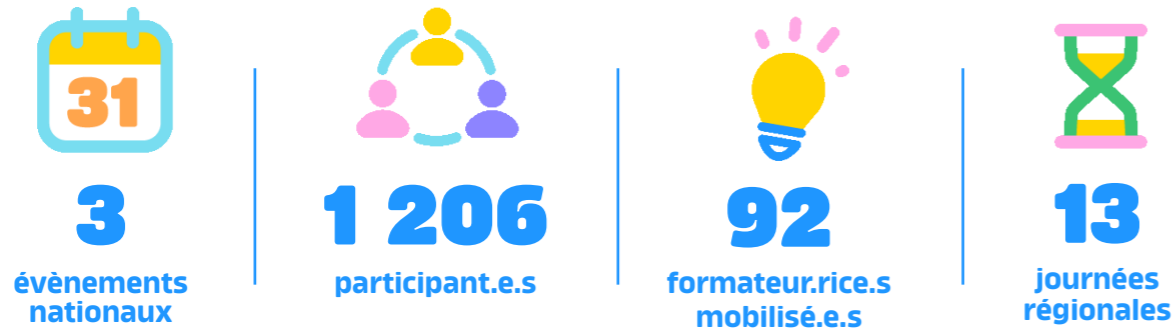 31
3
évènements
nationaux
1 206
participant.e.s
92
formateur.rice.s
mobilisé.e.s
13
journées
régionales